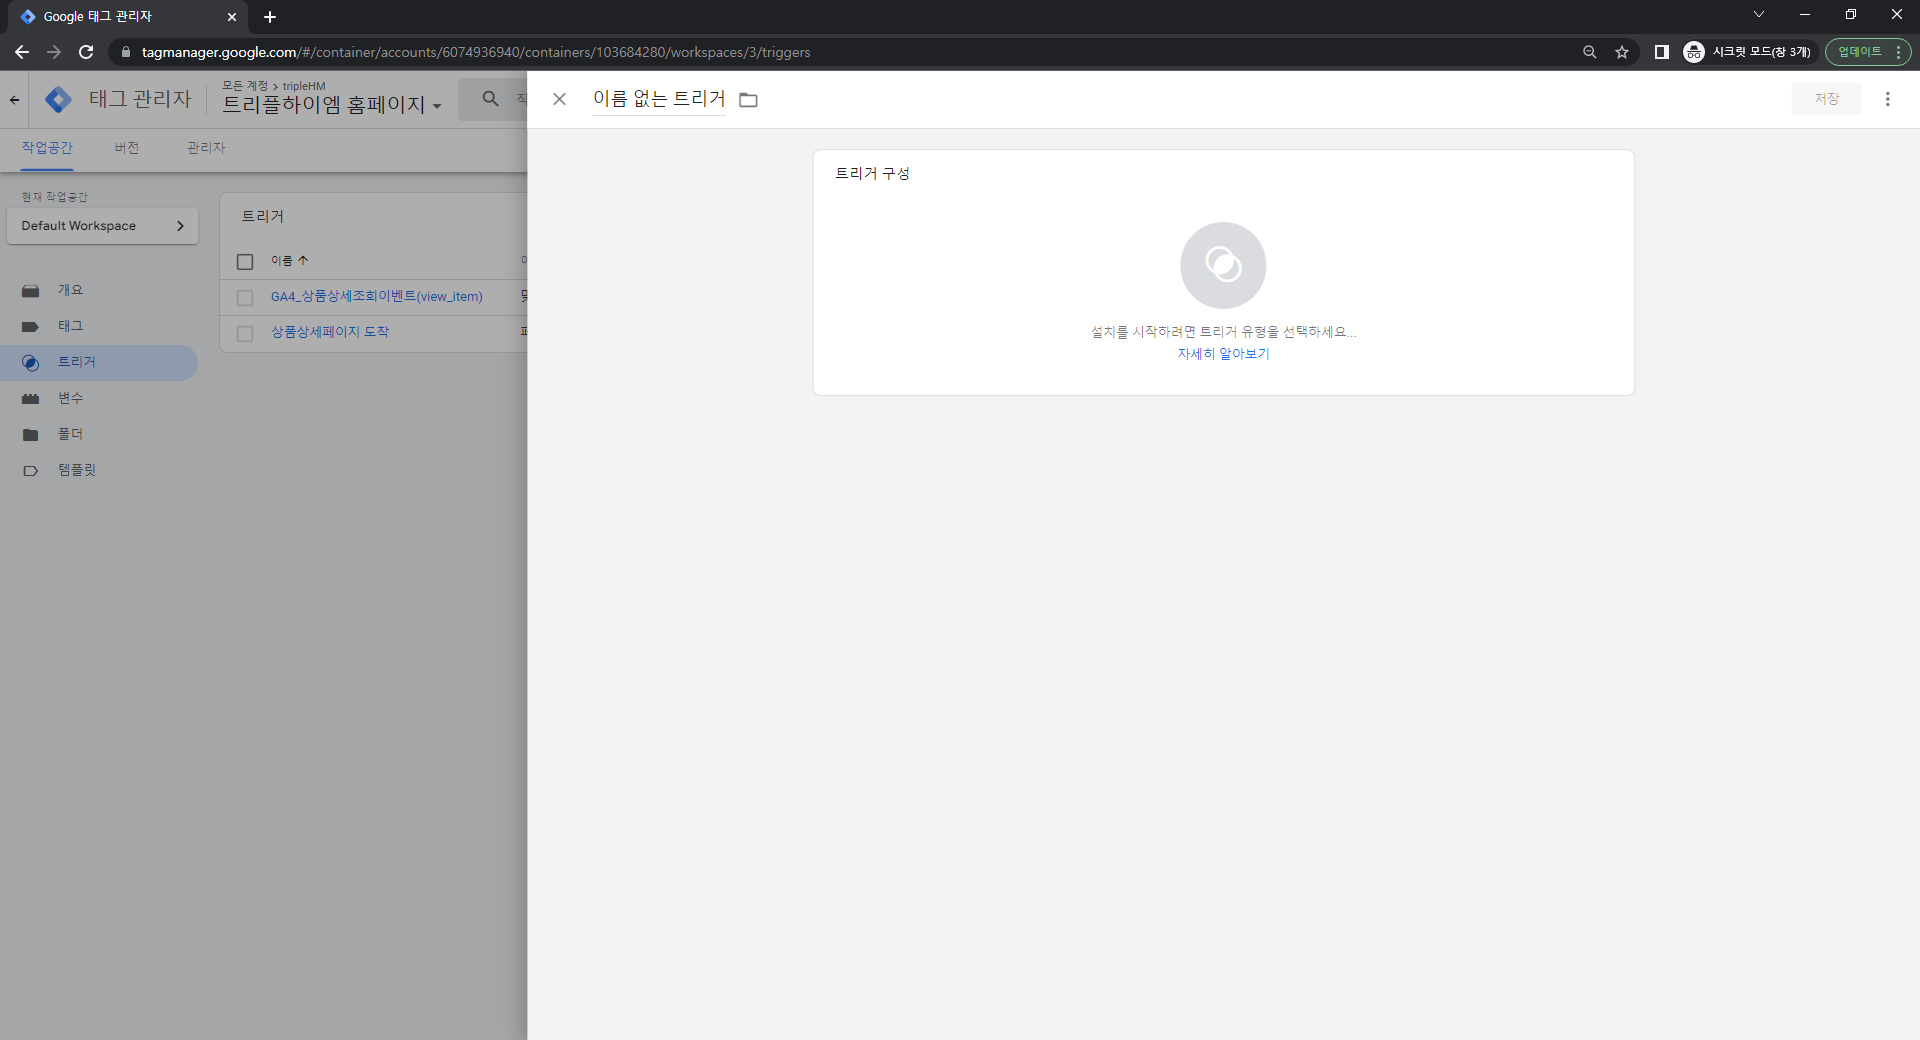 Google 태그 관리자
tagmanager.google.com/#/container/accounts/6074936940/containers/103684280/workspaces/3/triggers
시크릿 모드(창 3개)
업데이트
태그 관리자
모든 계정 > tripleHM
트리플하이엠 홈페이지
이름 없는 트리거
저장
작업공간
버전
관리자
현재 작업공간
Default Workspace
개요
태그
트리거
변수
폴더
템플릿
트리거
이름
GA4_상품상세조회이벤트(view_item)
상품상세페이지 도착
트리거 구성
설치를 시작하려면 트리거 유형을 선택하세요...
자세히 알아보기